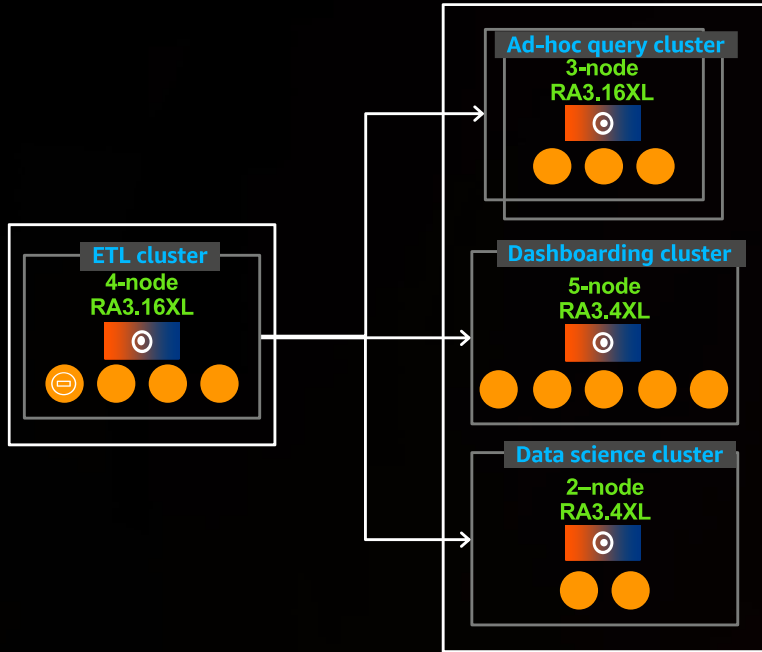 ETL cluster
4-node
RA3.16XL
Ad-hoc query cluster
3-node
RA3.16XL
Dashboarding cluster
5-node
RA3.4XL
Data science cluster
2–node
RA3.4XL